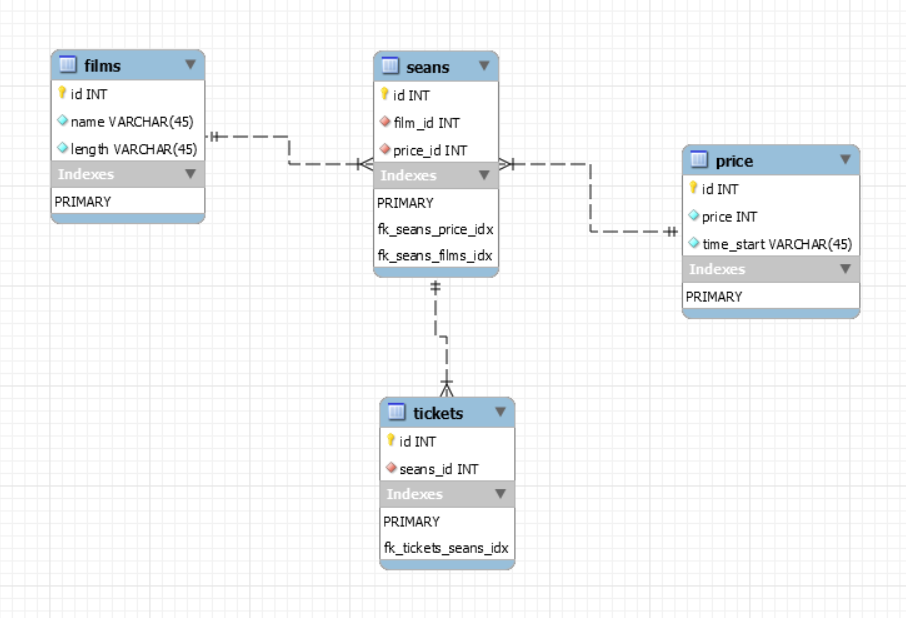 films
id INT
name VARCHAR(45)
length VARCHAR(45)
Indexes
PRIMARY
seans
id INT
film_id INT
price_id INT
Indexes
PRIMARY
fk_seans_price_idx
fk_seans_films_idx
price
id INT
price INT
time_start VARCHAR(45)
Indexes
PRIMARY
tickets
id INT
seans_id INT
Indexes
PRIMARY
fk_tickets_seans_idx